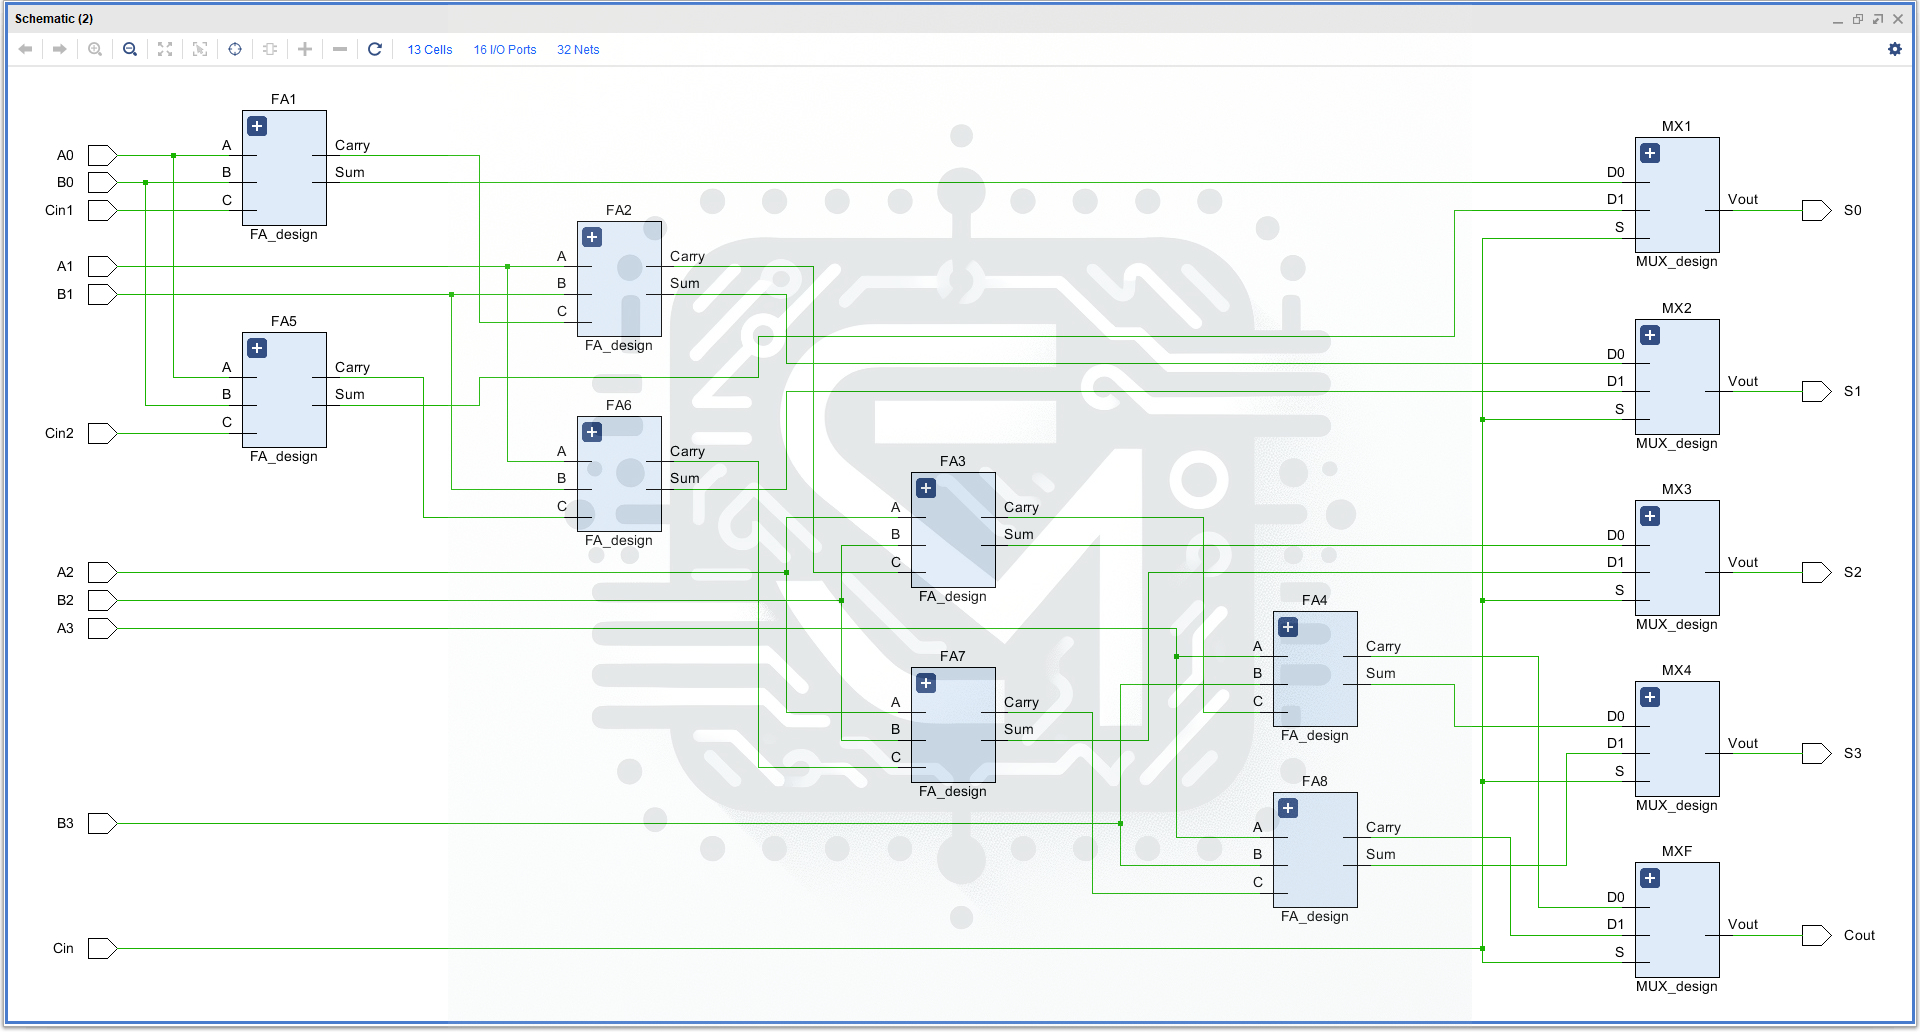 Schematic (2)
13 Cells 16 I/O Ports 32 Nets
FA1
A0 A Carry
B0 B Sum
Cin1 C
FA_design
FA2
A1 A Carry
B1 B Sum
C
FA_design
FA5
A Carry
B Sum
Cin2 C
FA_design
FA6
A Carry
B Sum
C
FA_design
FA3
A Carry
B Sum
C
FA_design
A2
B2
A3
FA7
A Carry
B Sum
C
FA_design
FA4
A Carry
B Sum
C
FA_design
B3
FA8
A Carry
B Sum
C
FA_design
Cin
MX1
D0
D1 Vout S0
S
MUX_design
MX2
D0
D1 Vout S1
S
MUX_design
MX3
D0
D1 Vout S2
S
MUX_design
MX4
D0
D1 Vout S3
S
MUX_design
MXF
D0
D1 Vout Cout
S
MUX_design